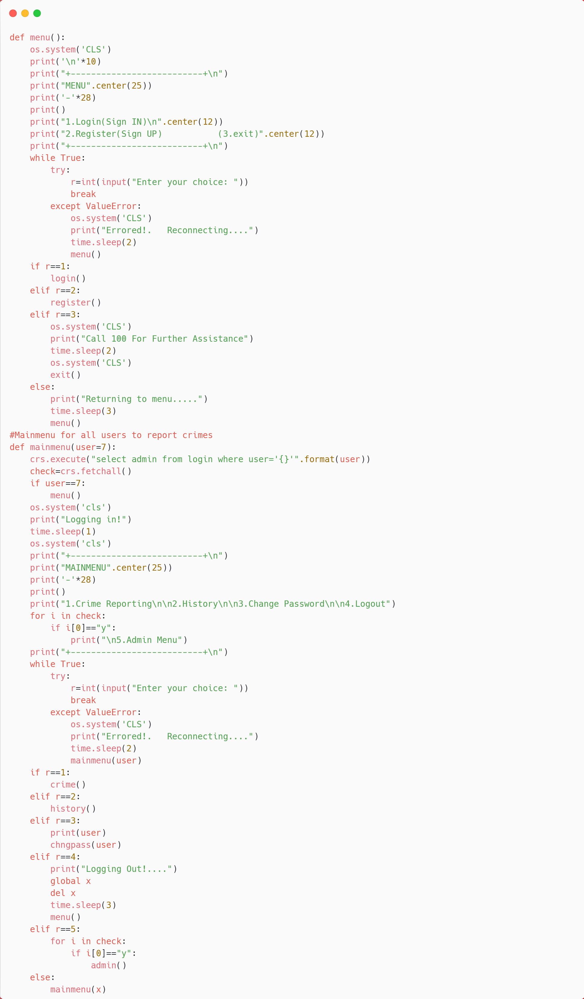 def menu():
    os.system('CLS')
    print('\n'*10)
    print("+--------------------------+\n")
    print("MENU".center(25))
    print('-'*28)
    print()
    print("1.Login(Sign IN)\n".center(12))
    print("2.Register(Sign UP)           (3.exit)".center(12))
    print("+--------------------------+\n")
    while True:
        try:
            r=int(input("Enter your choice: "))
            break
        except ValueError:
            os.system('CLS')
            print("Errored!.   Reconnecting....")
            time.sleep(2)
            menu()
    if r==1:
        login()
    elif r==2:
        register()
    elif r==3:
        os.system('CLS')
        print("Call 100 For Further Assistance")
        time.sleep(2)
        os.system('CLS')
        exit()
    else:
        print("Returning to menu.....")
        time.sleep(3)
        menu()
#Mainmenu for all users to report crimes
def mainmenu(user=7):
    crs.execute("select admin from login where user='{}'".format(user))
    check=crs.fetchall()
    if user==7:
        menu()
    os.system('cls')
    print("Logging in!")
    time.sleep(1)
    os.system('cls')
    print("+--------------------------+\n")
    print("MAINMENU".center(25))
    print('-'*28)
    print()
    print("1.Crime Reporting\n\n2.History\n\n3.Change Password\n\n4.Logout")
    for i in check:
        if i[0]=="y":
            print("\n5.Admin Menu")
    print("+--------------------------+\n")
    while True:
        try:
            r=int(input("Enter your choice: "))
            break
        except ValueError:
            os.system('CLS')
            print("Errored!.   Reconnecting....")
            time.sleep(2)
            mainmenu(user)
    if r==1:
        crime()
    elif r==2:
        history()
    elif r==3:
        print(user)
        chngpass(user)
    elif r==4:
        print("Logging Out!....")
        global x
        del x
        time.sleep(3)
        menu()
    elif r==5:
        for i in check:
            if i[0]=="y":
                admin()
    else:
        mainmenu(x)